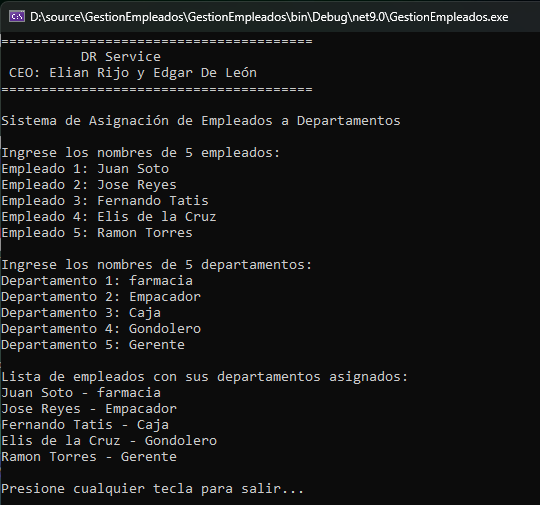 D:\source\GestionEmpleados\GestionEmpleados\bin\Debug\net9.0\GestionEmpleados.exe
=======================================
DR Service
CEO: Elian Rijo y Edgar De León
=======================================
Sistema de Asignación de Empleados a Departamentos
Ingrese los nombres de 5 empleados:
Empleado 1: Juan Soto
Empleado 2: Jose Reyes
Empleado 3: Fernando Tatis
Empleado 4: Elis de la Cruz
Empleado 5: Ramon Torres
Ingrese los nombres de 5 departamentos:
Departamento 1: farmacia
Departamento 2: Empacador
Departamento 3: Caja
Departamento 4: Gondolero
Departamento 5: Gerente
Lista de empleados con sus departamentos asignados:
Juan Soto - farmacia
Jose Reyes - Empacador
Fernando Tatis - Caja
Elis de la Cruz - Gondolero
Ramon Torres - Gerente
Presione cualquier tecla para salir...